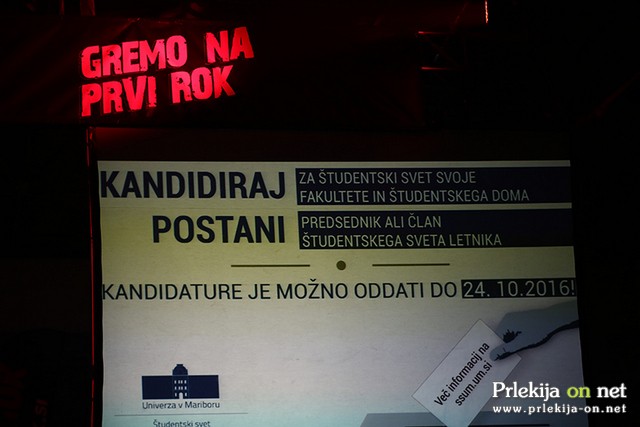 GREMO NA
PRVI ROK
KANDIDIRAJ
ZA ŠTUDENTSKI SVET SVOJE
FAKULTETE IN ŠTUDENTSKEGA DOMA
POSTANI
PREDSEDNIK ALI ČLAN
ŠTUDENTSKEGA SVETA LETNIKA
KANDIDATURE JE MOŽNO ODDATI DO 24. 10.2016!
Več informacij na
ssum.um.si
Univerza v Mariboru
Študentski svet
Prlekija on net
www.prlekija-on.net